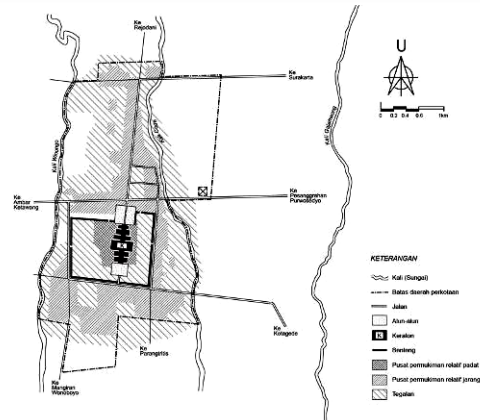 Ke
Rejodani
U
Ke
Surakarta
0 0.2 0.4 0.6 1km
Kali Winongo
Kali Code
Kali Gajahwong
Ke
Ambar
Ketawang
Ke
Pesanggrahan
Purworedjo
K
KETERANGAN
Kali (Sungai)
Batas daerah perkotaan
Jalan
Alun-alun
K Keraton
Benteng
Pusat permukiman relatif padat
Pusat permukiman relatif jarang
Tegalan
Ke
Kotagede
Ke
Parangtritis
Ke
Mangiran
Wonoboyo